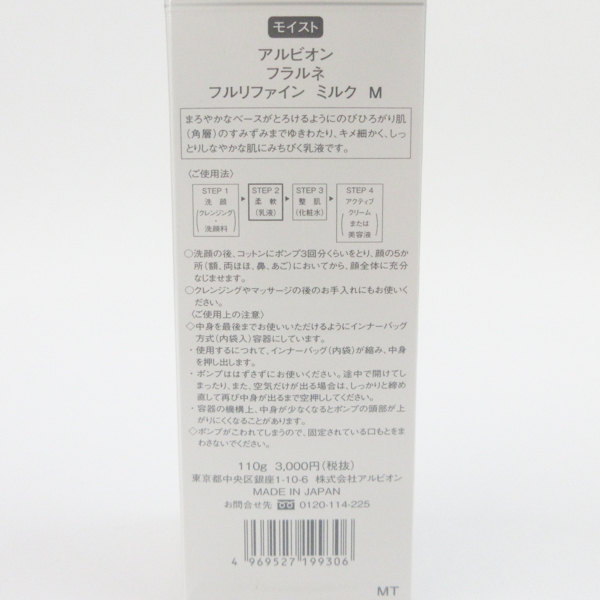 モイスト
アルビオン
フラルネ
フルリファイン ミルク M
まろやかなベースがとろけるようにのびひろがり肌
(角層)のすみずみまでゆきわたり、キメ細かく、しっ
とりしなやかな肌にみちびく乳液です。
〈ご使用法〉
STEP 1 STEP 2 STEP 3 STEP 4
洗顔 柔軟 整肌 アクティブ
(クレンジング・洗顔料) (乳液) (化粧水) (クリームまたは美容液)
○洗顔の後、コットンにポンプ3回分くらいをとり、顔の5か
所(額、両ほほ、鼻、あご)においてから、顔全体に充分
なじませます。
○クレンジングやマッサージの後のお手入れにもお使いく
ださい。
〈ご使用上の注意〉
◇中身を最後までお使いいただけるようにインナーバッグ
方式(内袋入)容器にしています。
・使用するにつれて、インナーバッグ(内袋)が縮み、中身
を押し出します。
・ポンプははずさずにお使いください。途中で開けてし
まったり、また、空気だけが出る場合は、しっかりと締め
直して再び中身が出るまで空押ししてください。
・容器の機構上、中身が少なくなるとポンプの頭部が上
がりにくくなることがあります。
◇ポンプがこわれてしまうので、固定されている口もとをま
わさないでください。
110g 3,000円(税抜)
東京都中央区銀座1-10-6 株式会社アルビオン
MADE IN JAPAN
お問合せ先 0120-114-225
4 969527 199306
MT